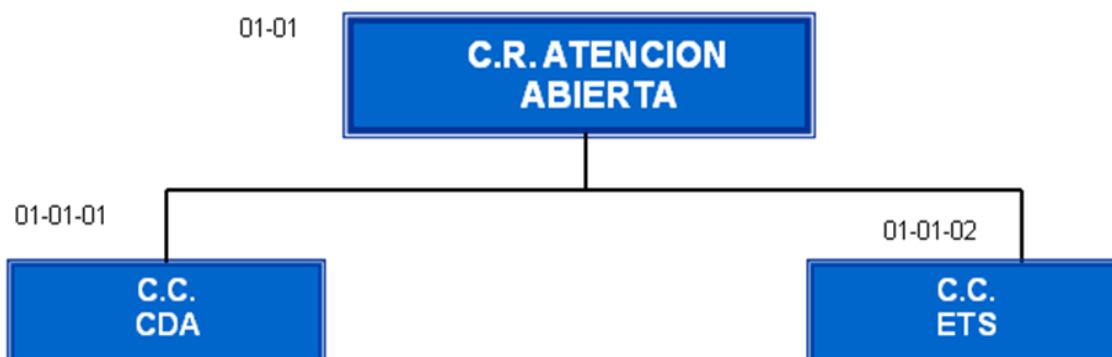 01-01
C.R. ATENCION
ABIERTA
01-01-01
01-01-02
C.C.
CDA
C.C.
ETS